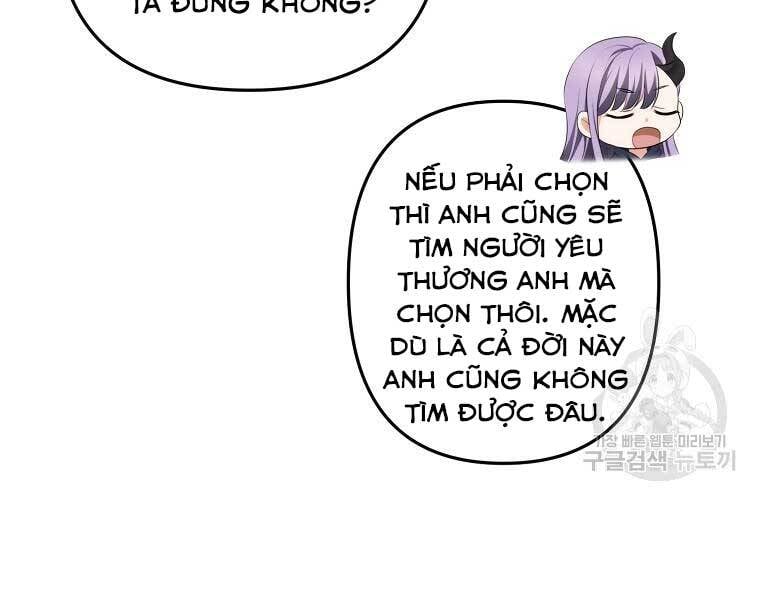 TA ĐÚNG KHÔNG?
NẾU PHẢI CHỌN
THÌ ANH CŨNG SẼ
TÌM NGƯỜI YÊU
THƯƠNG ANH MÀ
CHỌN THÔI. MẶC
DÙ LÀ CẢ ĐỜI NÀY
ANH CŨNG KHÔNG
TÌM ĐƯỢC ĐÂU.
가장 빠른 웹툰 미리보기
구글검색 뉴토끼